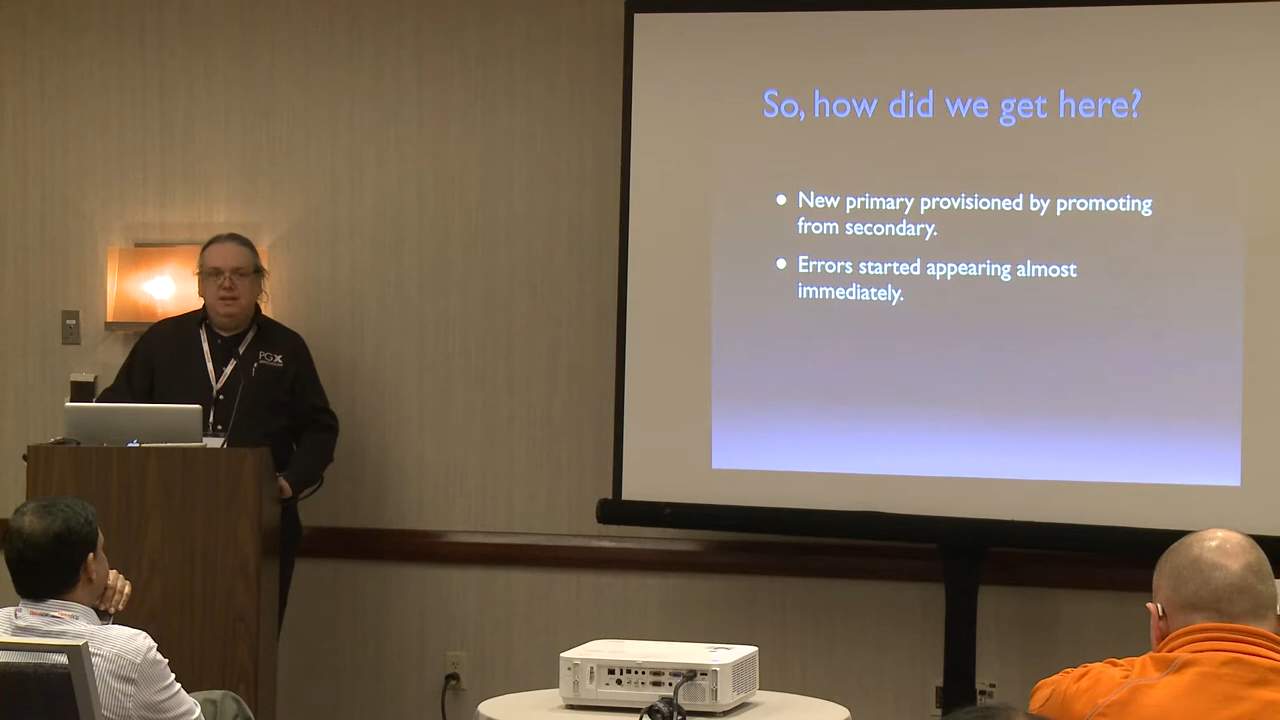 So, how did we get here?
New primary provisioned by promoting
from secondary.
Errors started appearing almost
immediately.
PGX